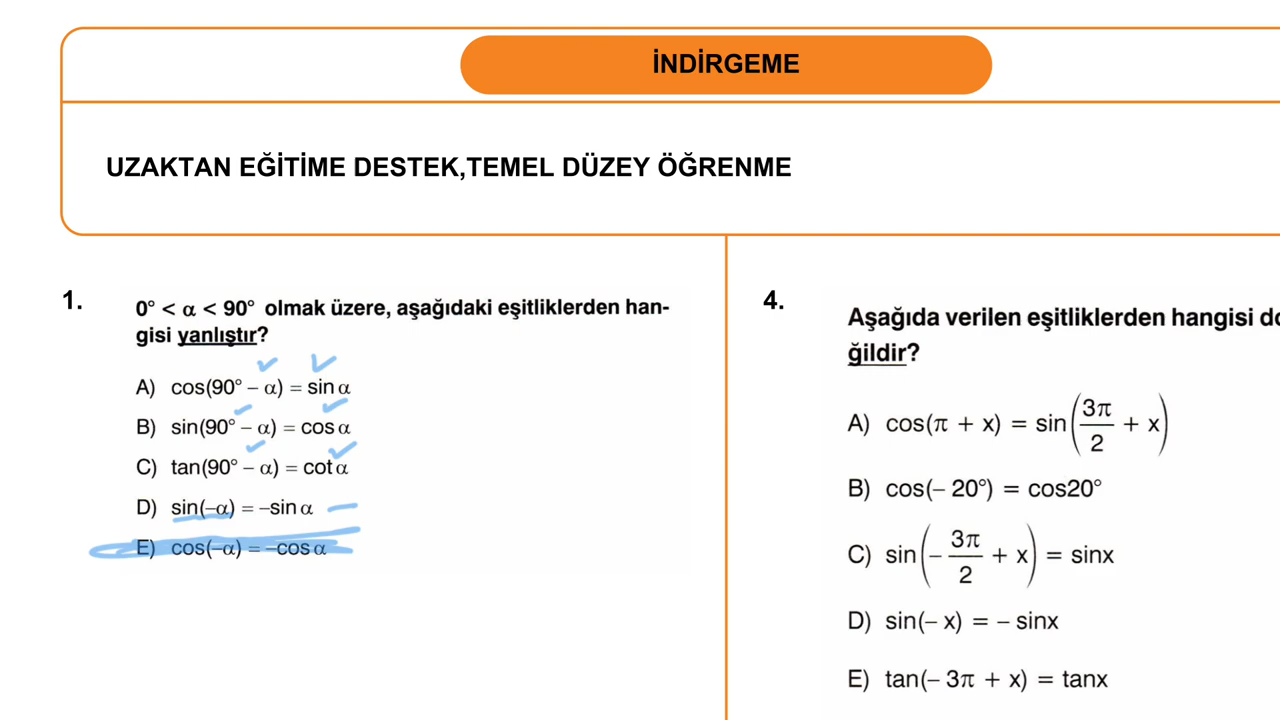 İNDİRGEME
UZAKTAN EĞİTİME DESTEK,TEMEL DÜZEY ÖĞRENME
1.
0° < α < 90° olmak üzere, aşağıdaki eşitliklerden han-
gisi yanlıştır?
A) cos(90° – α) = sin α
B) sin(90° – α) = cos α
C) tan(90° – α) = cot α
D) sin(–α) = –sin α
E) cos(–α) = –cos α
4.
Aşağıda verilen eşitliklerden hangisi
ğildir?
A) cos(π + x) = sin(3π/2 + x)
B) cos(– 20°) = cos20°
C) sin(– 3π/2 + x) = sinx
D) sin(– x) = – sinx
E) tan(– 3π + x) = tanx